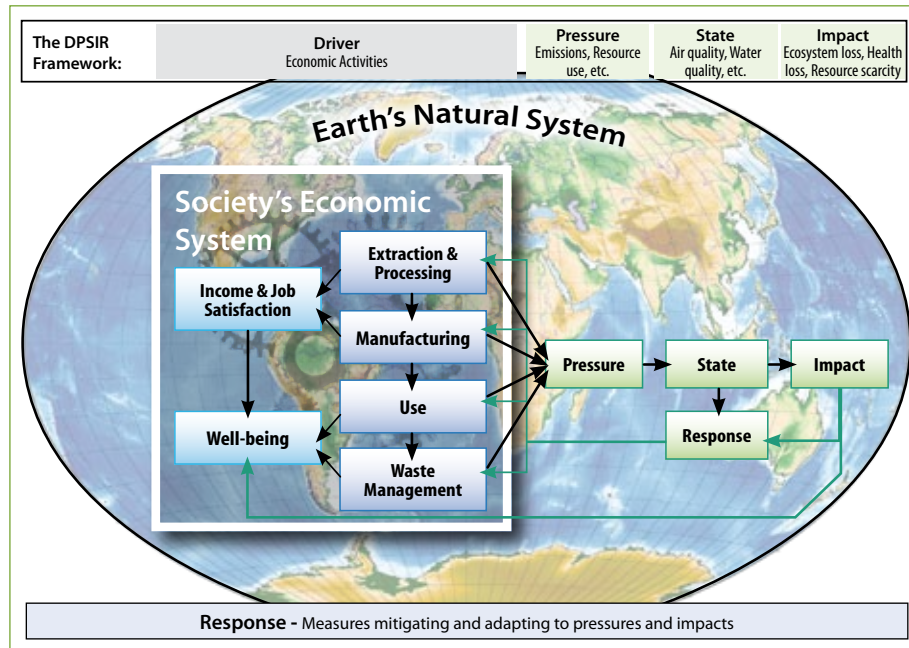 The DPSIR
Framework:
Driver
Economic Activities
Pressure
Emissions, Resource
use, etc.
State
Air quality, Water
quality, etc.
Impact
Ecosystem loss, Health
loss, Resource scarcity
Earth's Natural System
Society's Economic
System
Extraction &
Processing
Income & Job
Satisfaction
Manufacturing
Pressure
State
Impact
Use
Well-being
Response
Waste
Management
Response - Measures mitigating and adapting to pressures and impacts